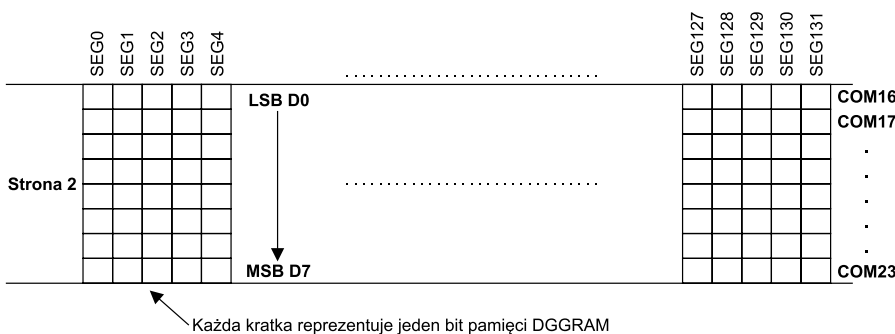 SEG0 SEG1 SEG2 SEG3 SEG4 SEG127 SEG128 SEG129 SEG130 SEG131
LSB D0 COM16
COM17
Strona 2
MSB D7 COM23
Każda kratka reprezentuje jeden bit pamięci DGGRAM